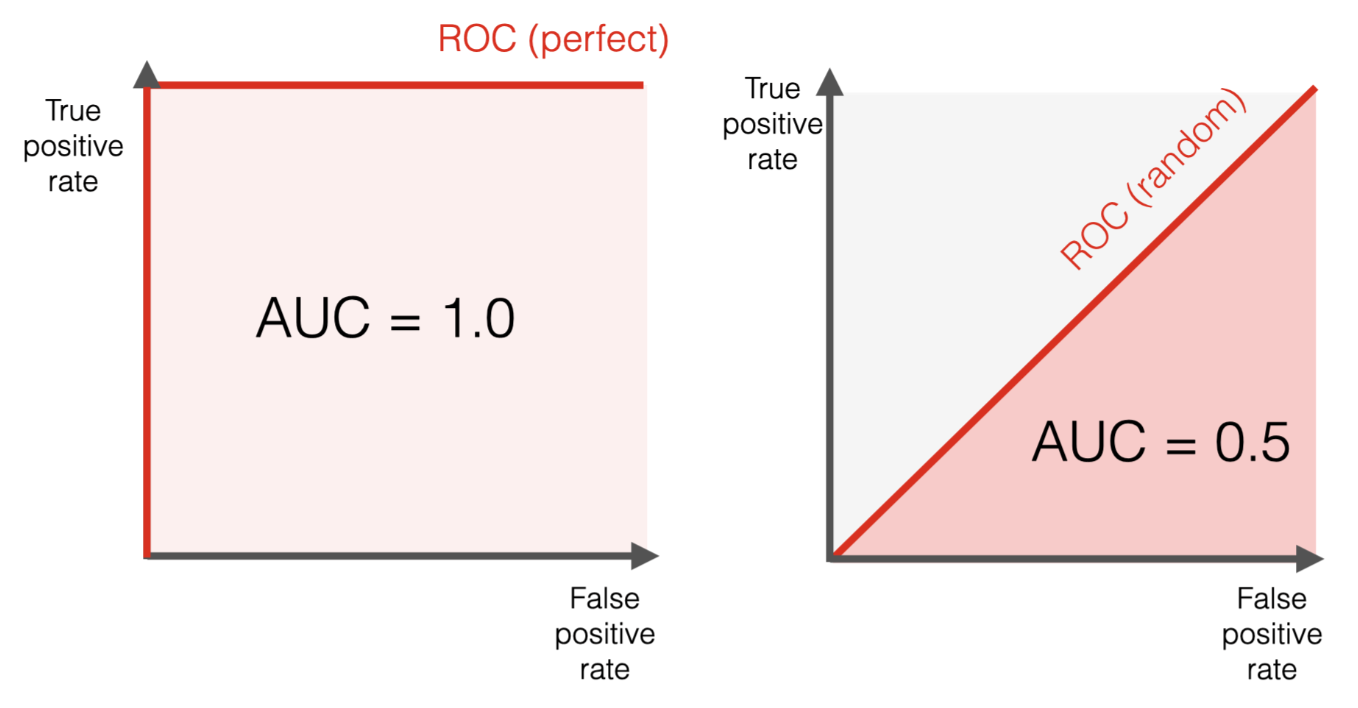 ROC (perfect)
True
positive
rate
AUC = 1.0
False
positive
rate
True
positive
rate
ROC (random)
AUC = 0.5
False
positive
rate